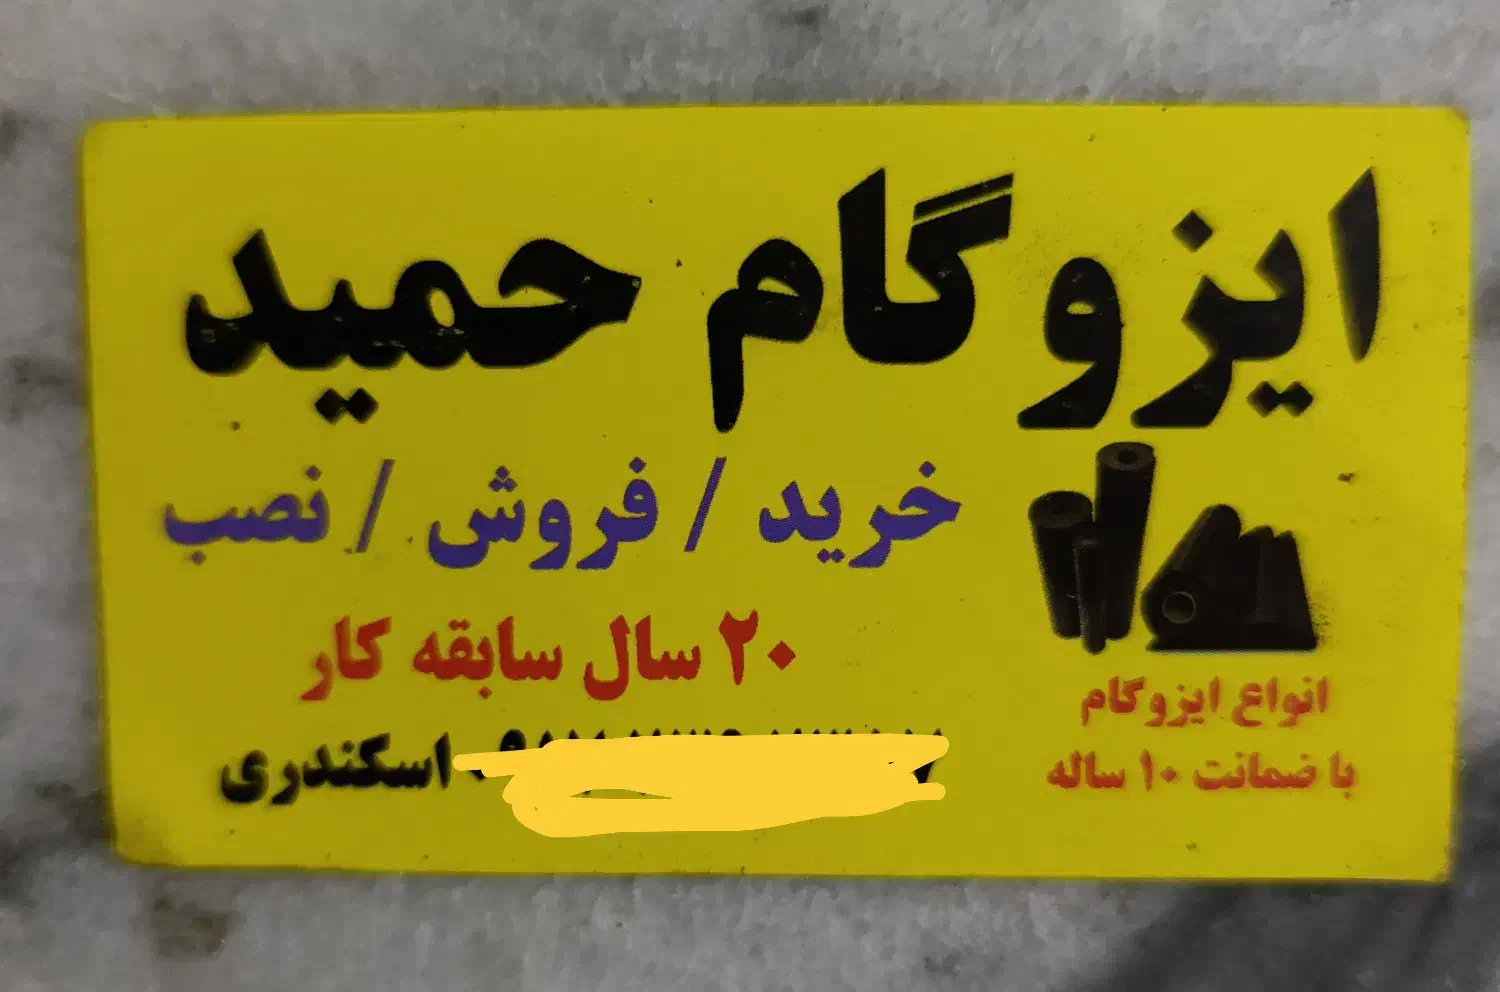 ایزوگام حمید
خرید / فروش / نصب
۲۰ سال سابقه کار
اسکندری
انواع ایزوگام
با ضمانت ۱۰ ساله